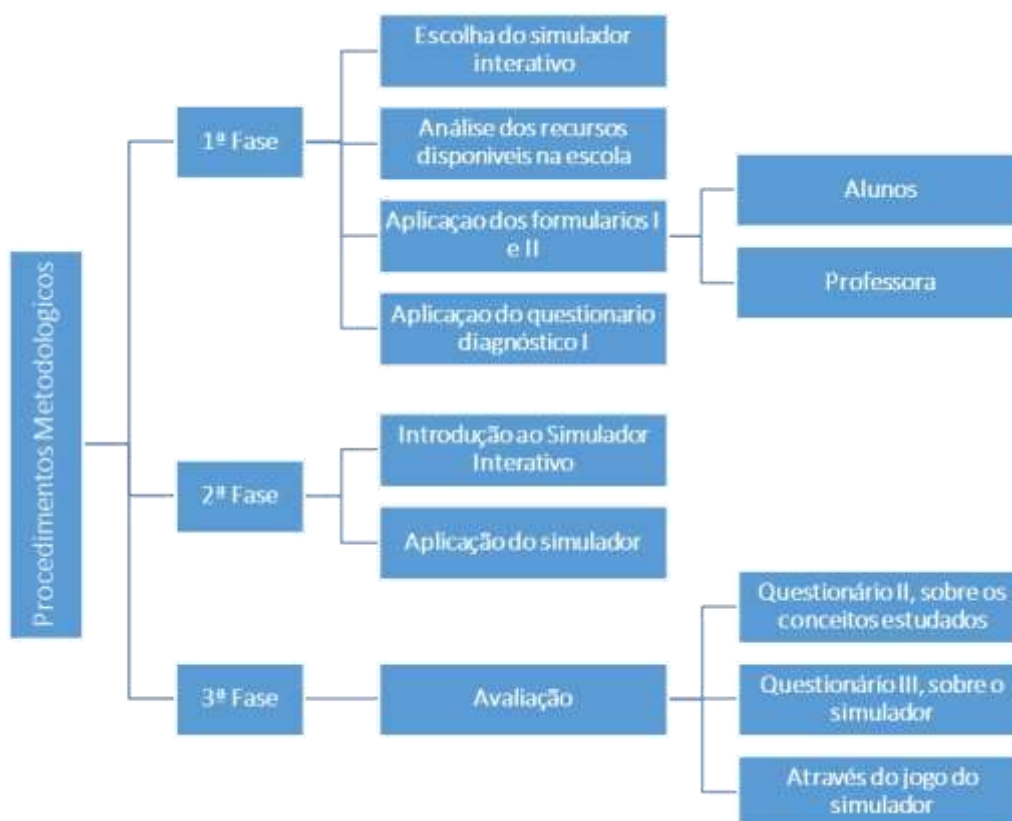 Procedimentos Metodologicos
1ª Fase
Escolha do simulador
interativo
Análise dos recursos
disponíveis na escola
Aplicaçao dos formularios I
e II
Alunos
Professora
Aplicaçao do questionario
diagnóstico I
2ª Fase
Introdução ao Simulador
Interativo
Aplicação do simulador
3ª Fase
Avaliação
Questionário II, sobre os
conceitos estudados
Questionário III, sobre o
simulador
Através do jogo do
simulador